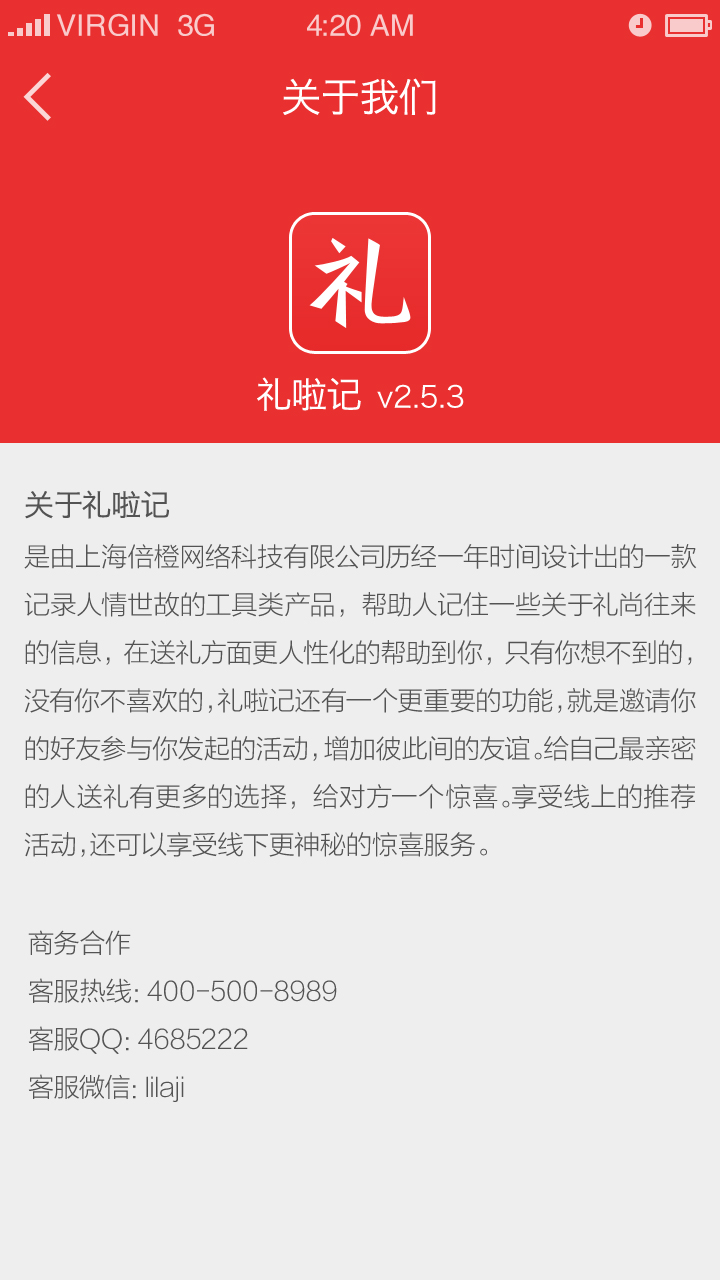 VIRGIN 3G 4:20 AM
关于我们
礼
礼啦记 v2.5.3
关于礼啦记
是由上海倍橙网络科技有限公司历经一年时间设计出的一款
记录人情世故的工具类产品，帮助人记住一些关于礼尚往来
的信息，在送礼方面更人性化的帮助到你，只有你想不到的，
没有你不喜欢的，礼啦记还有一个更重要的功能，就是邀请你
的好友参与你发起的活动，增加彼此间的友谊。给自己最亲密
的人送礼有更多的选择，给对方一个惊喜。享受线上的推荐
活动，还可以享受线下更神秘的惊喜服务。
商务合作
客服热线: 400-500-8989
客服QQ: 4685222
客服微信: lilaji